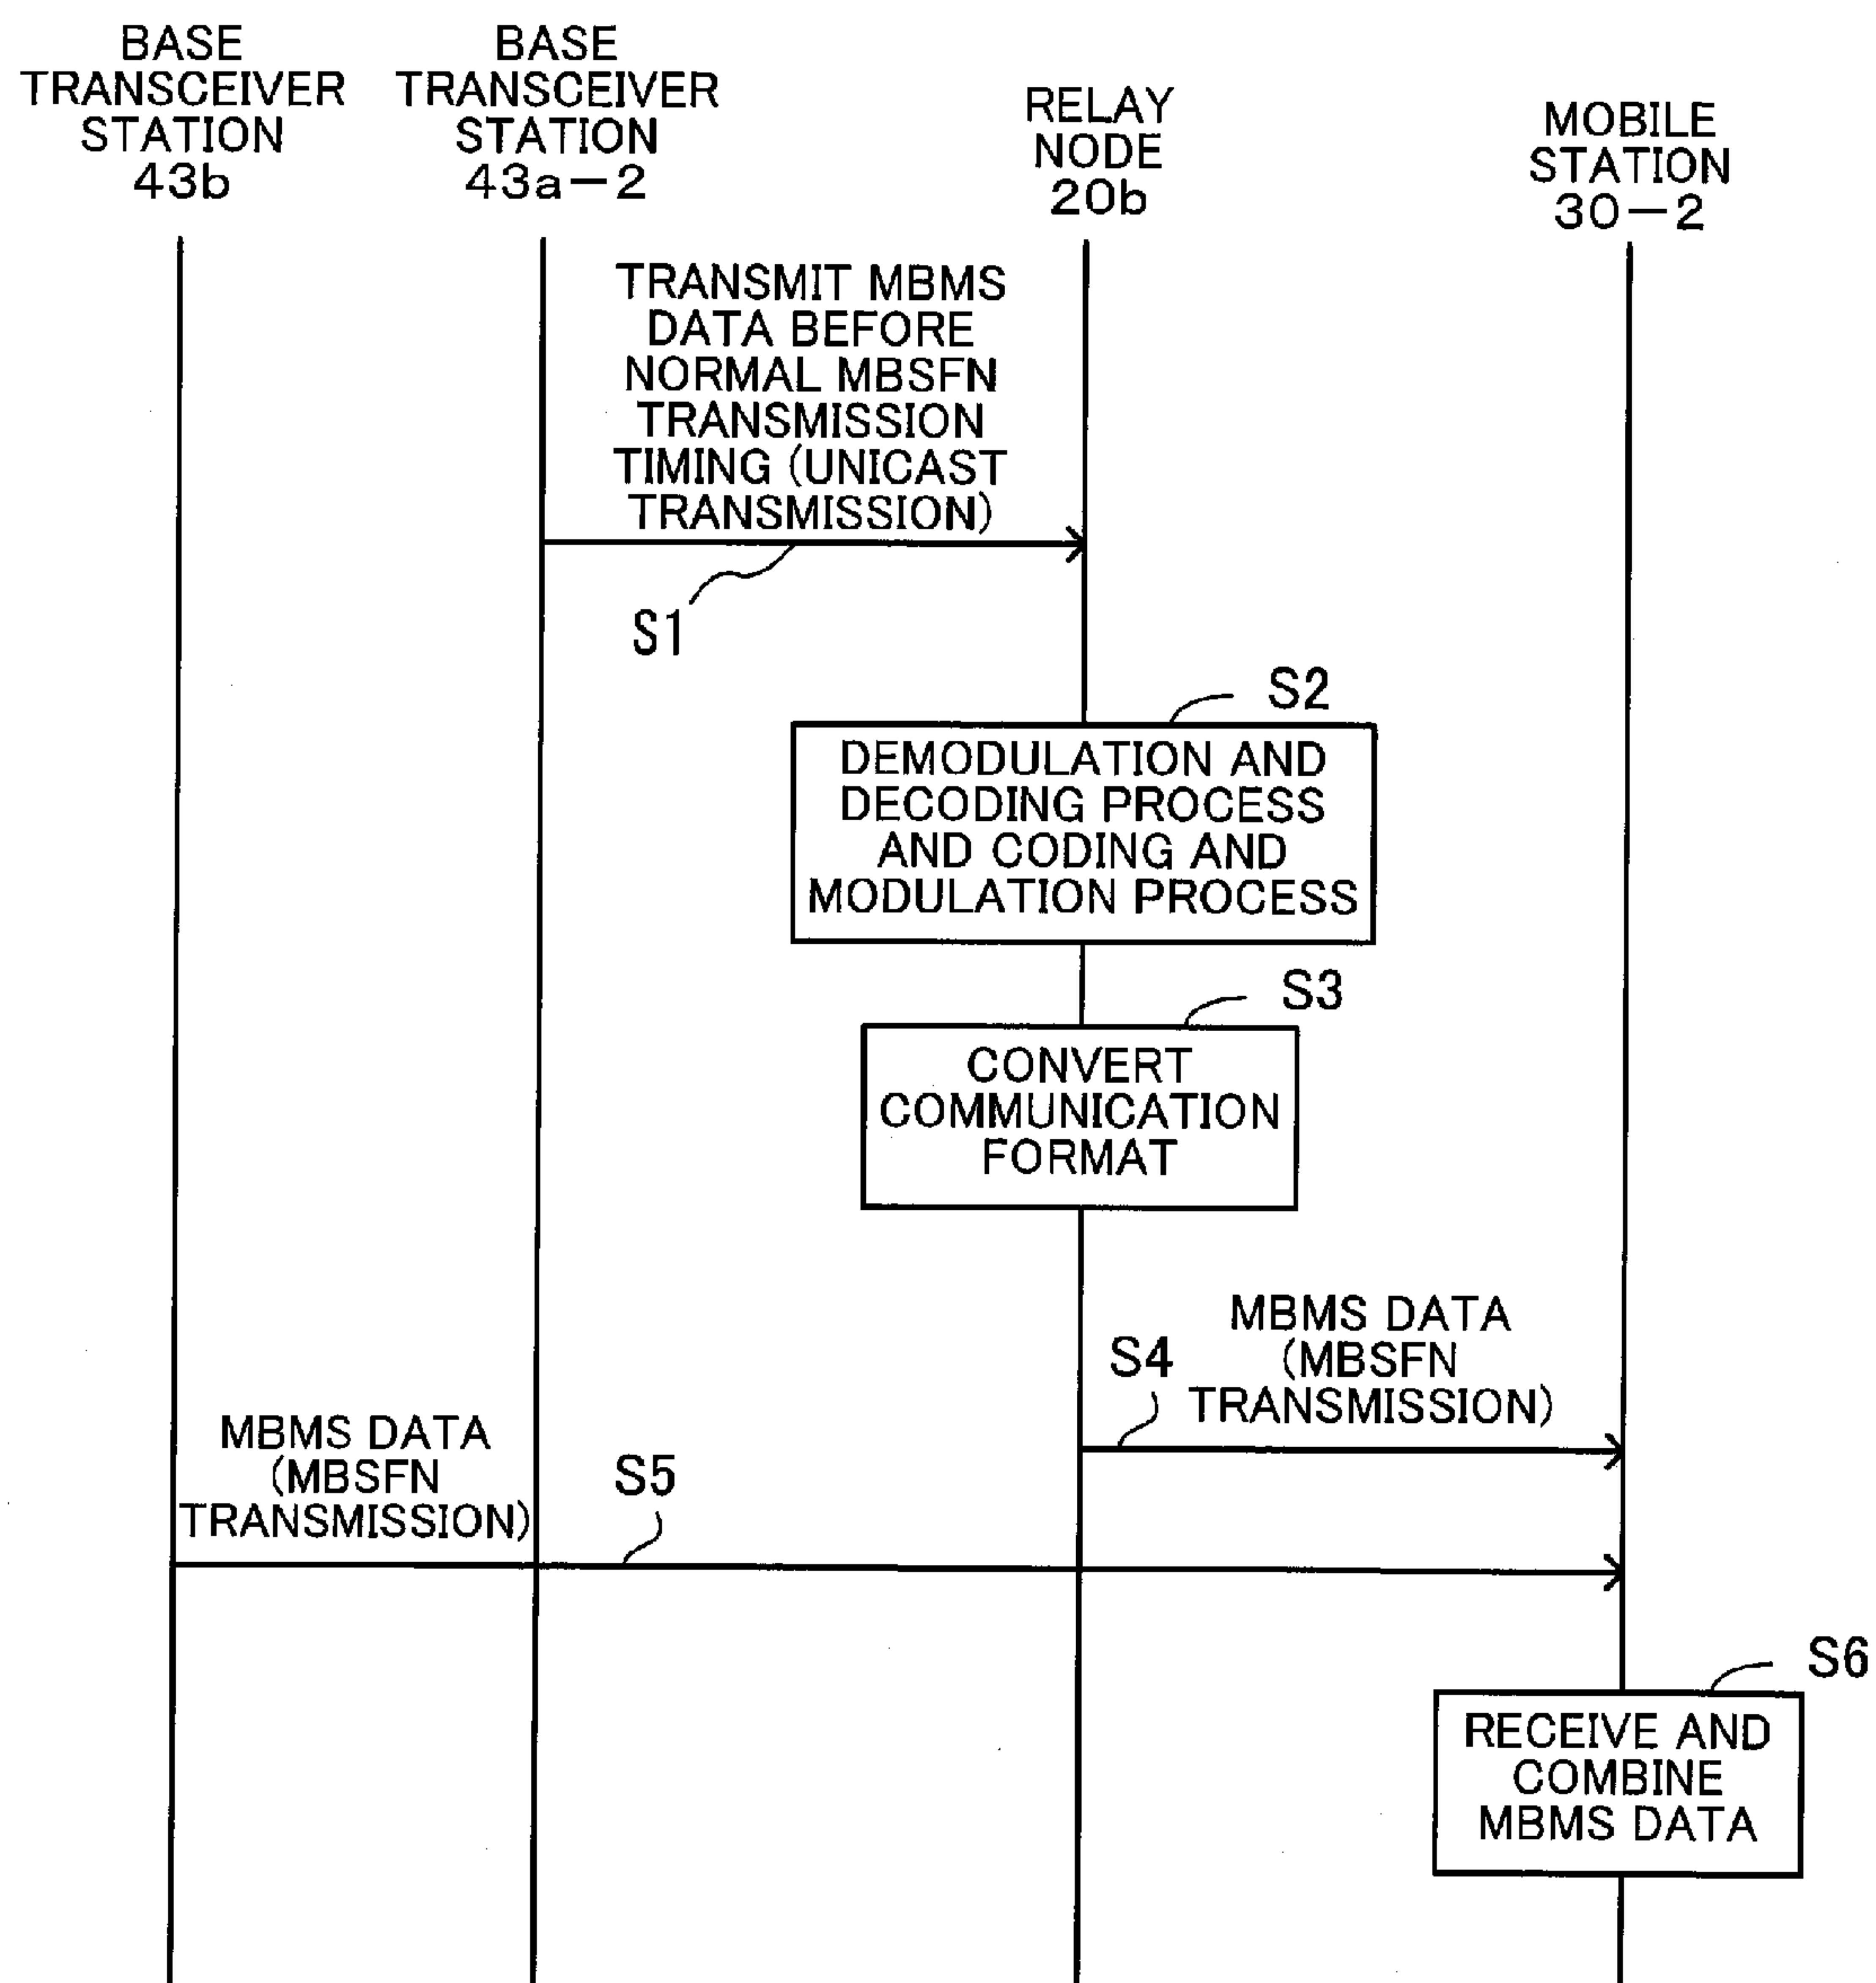 BASE
TRANSCEIVER
STATION
43b
BASE
TRANSCEIVER
STATION
43a-2
RELAY
NODE
20b
MOBILE
STATION
30-2
TRANSMIT MBMS
DATA BEFORE
NORMAL MBSFN
TRANSMISSION
TIMING (UNICAST
TRANSMISSION)
S1
S2
DEMODULATION AND
DECODING PROCESS
AND CODING AND
MODULATION PROCESS
S3
CONVERT
COMMUNICATION
FORMAT
MBMS DATA
(MBSFN
TRANSMISSION)
S4
MBMS DATA
(MBSFN
TRANSMISSION)
S5
S6
RECEIVE AND
COMBINE
MBMS DATA